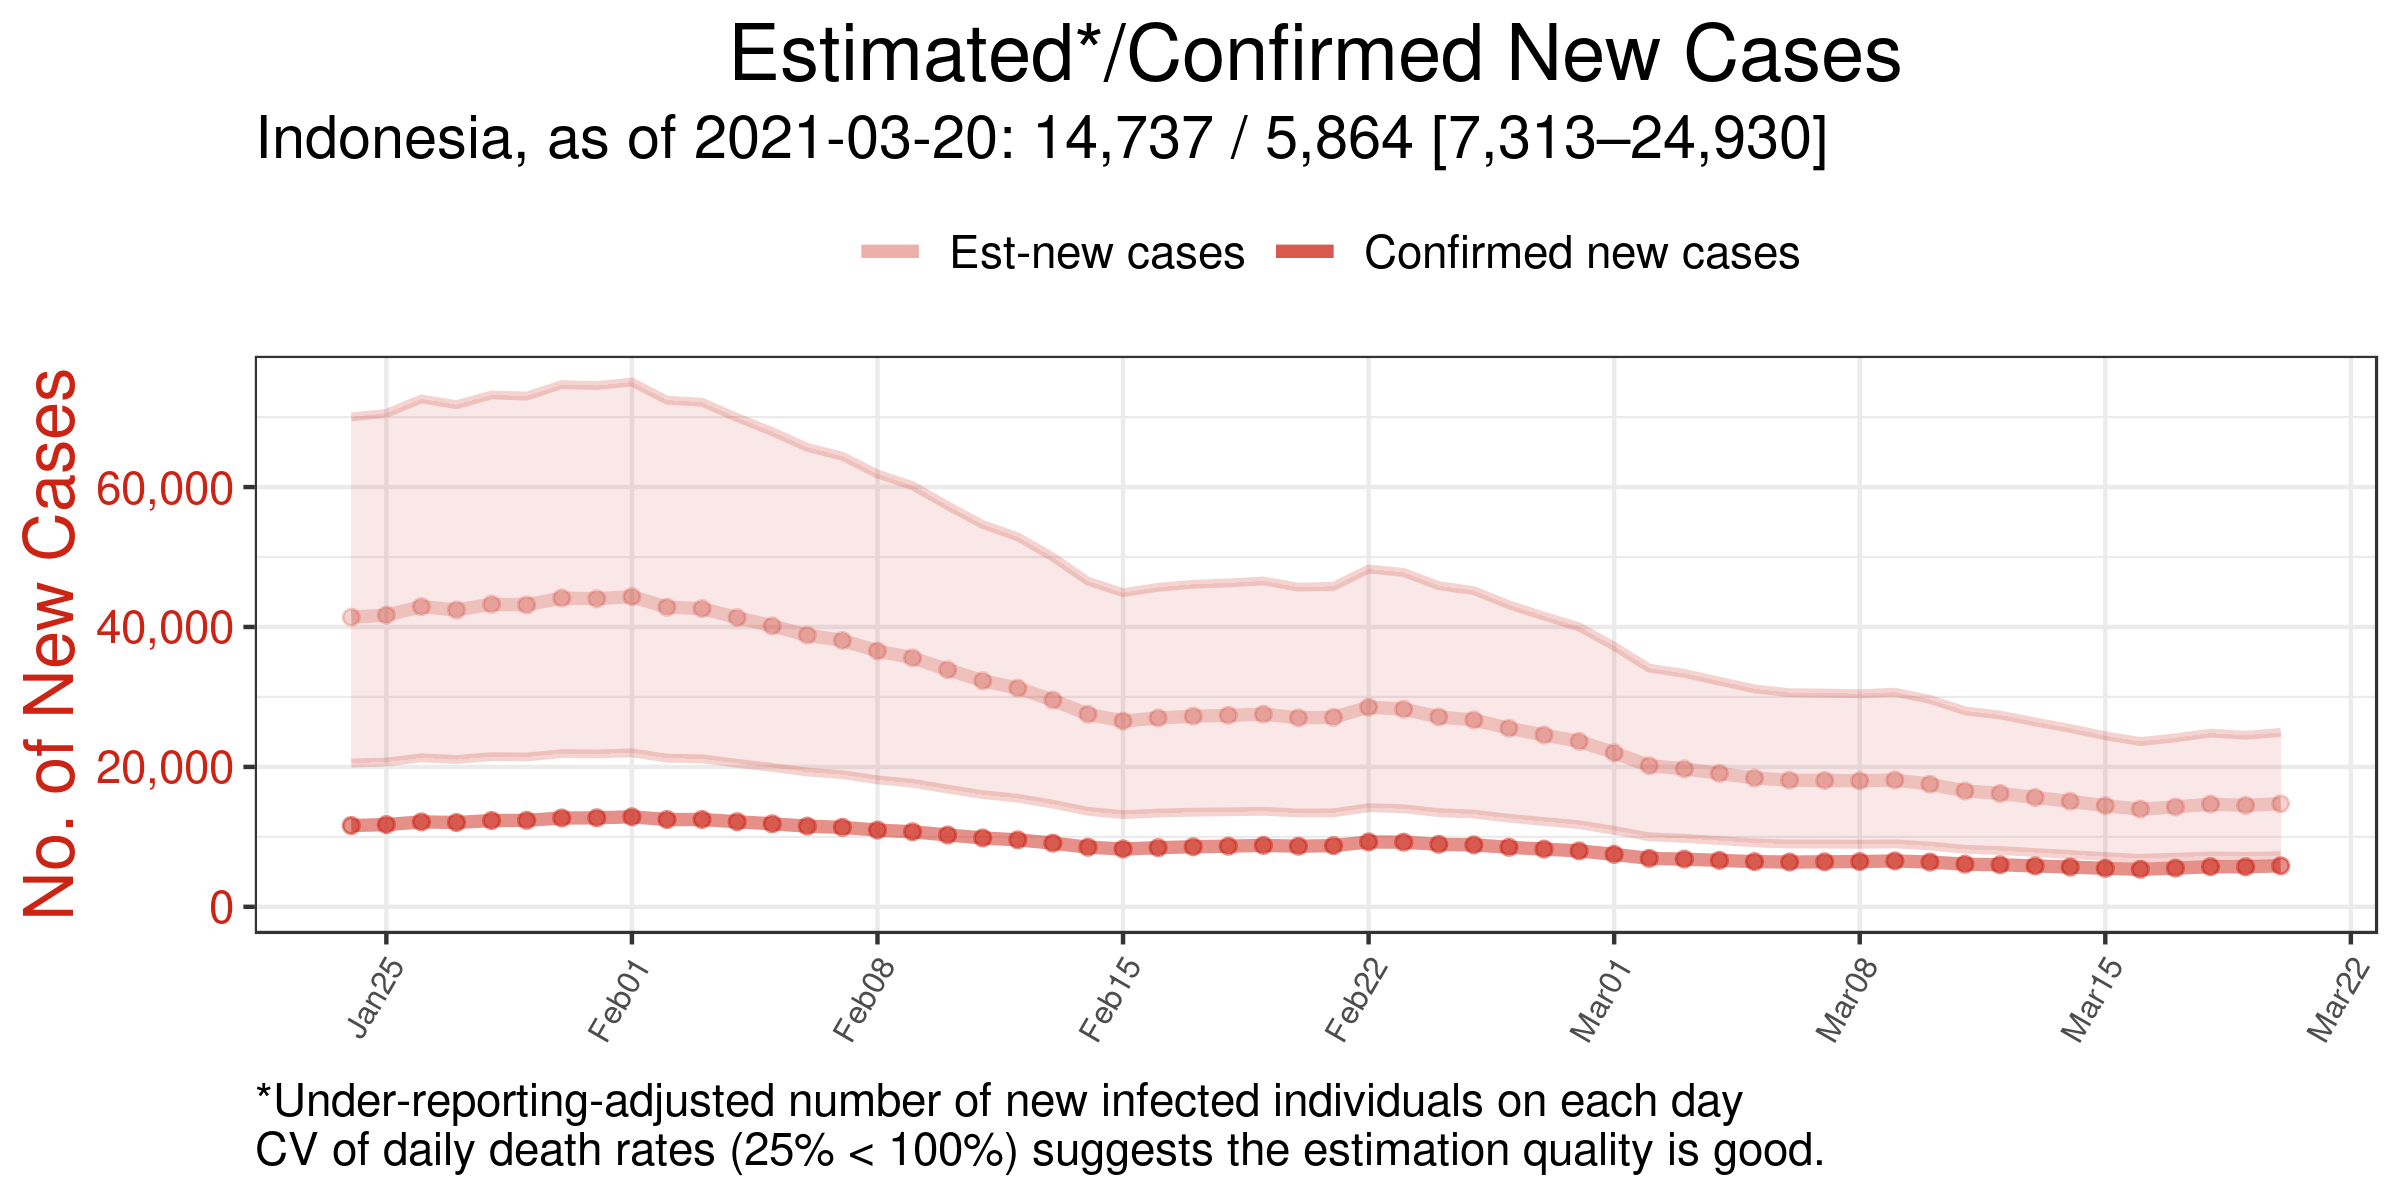 Estimated*/Confirmed New Cases
Indonesia, as of 2021-03-20: 14,737 / 5,864 [7,313–24,930]
Est-new cases
Confirmed new cases
No. of New Cases
60,000
40,000
20,000
0
Jan25
Feb01
Feb08
Feb15
Feb22
Mar01
Mar08
Mar15
Mar22
*Under-reporting-adjusted number of new infected individuals on each day
CV of daily death rates (25% < 100%) suggests the estimation quality is good.